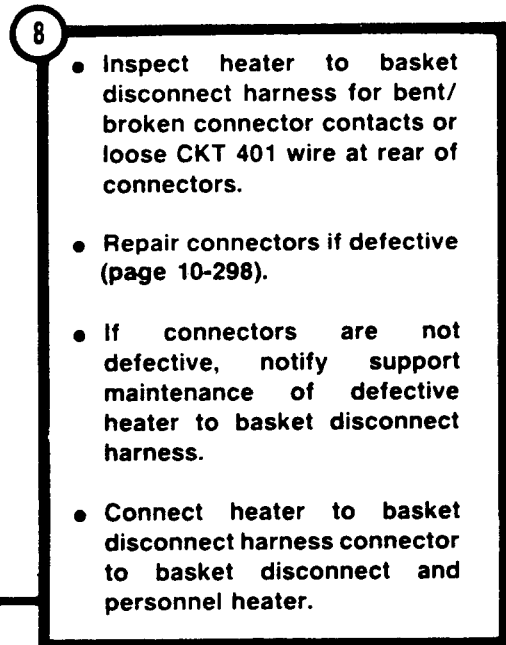 8
● Inspect heater to basket
disconnect harness for bent/
broken connector contacts or
loose CKT 401 wire at rear of
connectors.
● Repair connectors if defective
(page 10-298).
● If connectors are not
defective, notify support
maintenance of defective
heater to basket disconnect
harness.
● Connect heater to basket
disconnect harness connector
to basket disconnect and
personnel heater.